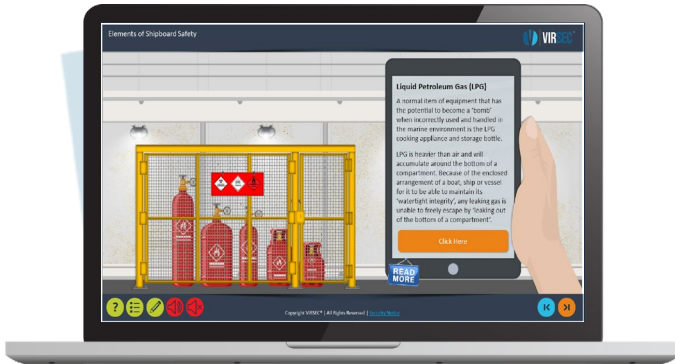 Elements of Shipboard Safety
VIRSEC
Liquid Petroleum Gas (LPG)
A normal item of equipment that has
the potential to become a 'bomb'
when incorrectly used and handled in
the marine environment is the LPG
cooking appliance and storage bottle.
LPG is heavier than air and will
accumulate around the bottom of a
compartment. Because of the enclosed
arrangement of a boat, ship or vessel
for it to be able to maintain its
'watertight integrity', any leaking gas is
unable to freely escape by 'leaking out
of the bottom of a compartment'.
Click Here
READ
MORE
?
Copyright VIRSEC® | All Rights Reserved |